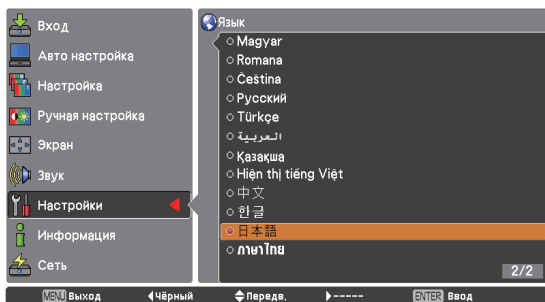 Вход
Авто настройка
Настройка
Ручная настройка
Экран
Звук
Настройки
Информация
Сеть
Язык
Magyar
Romana
Čeština
Русский
Türkçe
العربية
Қазақша
Hiện thị tiếng Việt
中文
한글
日本語
ภาษาไทย
2/2
MENU Выход ◀Чёрный ◆Передв. ▶----- ENTER Ввод